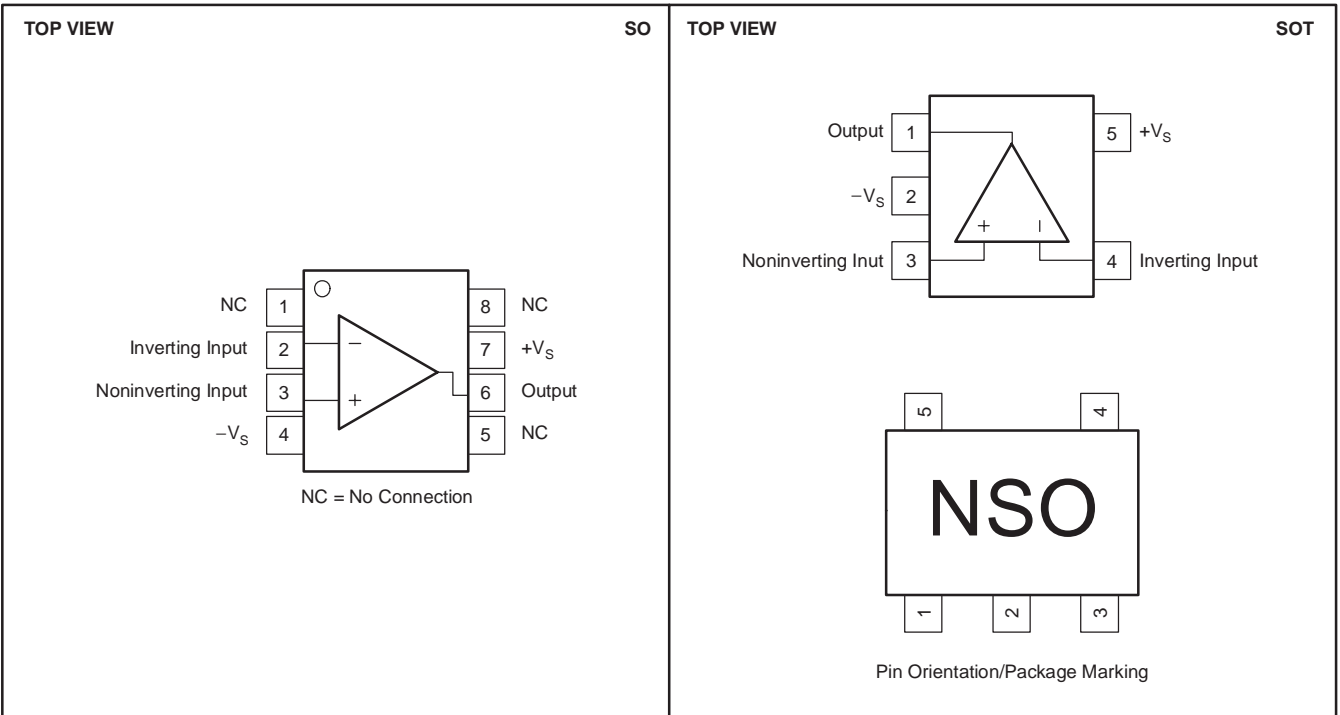 TOP VIEW SO
NC 1 8 NC
Inverting Input 2 − 7 +VS
Noninverting Input 3 + 6 Output
−VS 4 5 NC
NC = No Connection
TOP VIEW SOT
Output 1 5 +VS
−VS 2
+ −
Noninverting Inut 3 4 Inverting Input
5 4
NSO
1 2 3
Pin Orientation/Package Marking